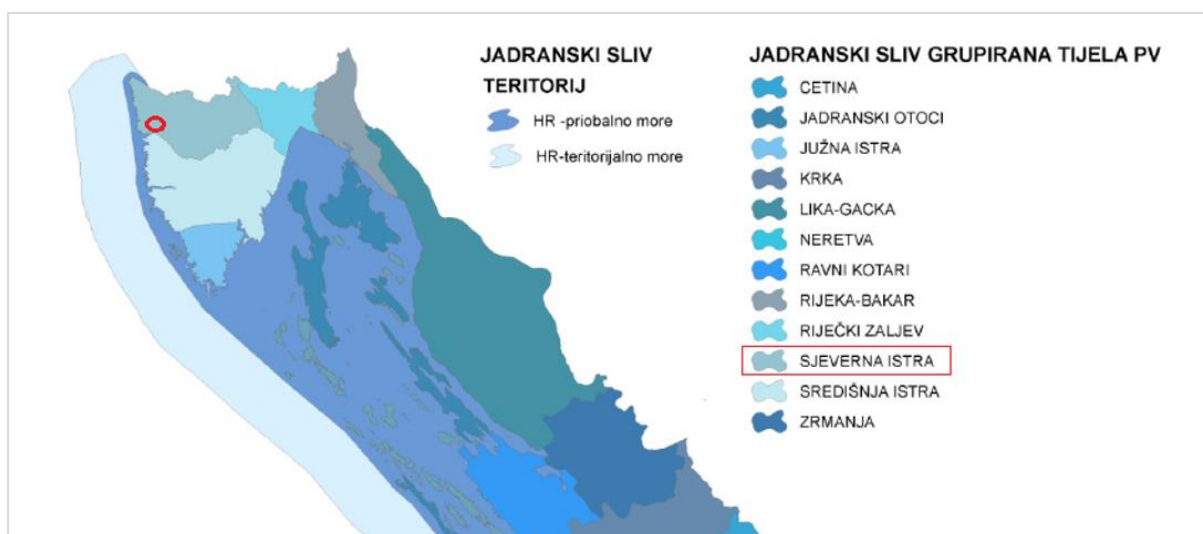 JADRANSKI SLIV
TERITORIJ
HR -priobalno more
HR-teritorijalno more
JADRANSKI SLIV GRUPIRANA TIJELA PV
CETINA
JADRANSKI OTOCI
JUŽNA ISTRA
KRKA
LIKA-GACKA
NERETVA
RAVNI KOTARI
RIJEKA-BAKAR
RIJEČKI ZALJEV
SJEVERNA ISTRA
SREDIŠNJA ISTRA
ZRMANJA